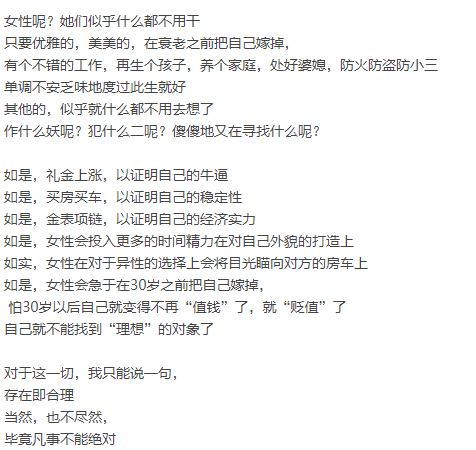 女性呢？她们似乎什么都不用干
只要优雅的，美美的，在衰老之前把自己嫁掉，
有个不错的工作，再生个孩子，养个家庭，处好婆媳，防火防盗防小三
单调不安乏味地度过此生就好
其他的，似乎就什么都不用去想了
作什么妖呢？犯什么二呢？傻傻地又在寻找什么呢？
如是，礼金上涨，以证明自己的牛逼
如是，买房买车，以证明自己的稳定性
如是，金表项链，以证明自己的经济实力
如是，女性会投入更多的时间精力在对自己外貌的打造上
如实，女性在对于异性的选择上会将目光瞄向对方的房车上
如是，女性会急于在30岁之前把自己嫁掉，
怕30岁以后自己就变得不再“值钱”了，就“贬值”了
自己就不能找到“理想”的对象了
对于这一切，我只能说一句，
存在即合理
当然，也不尽然，
毕竟凡事不能绝对